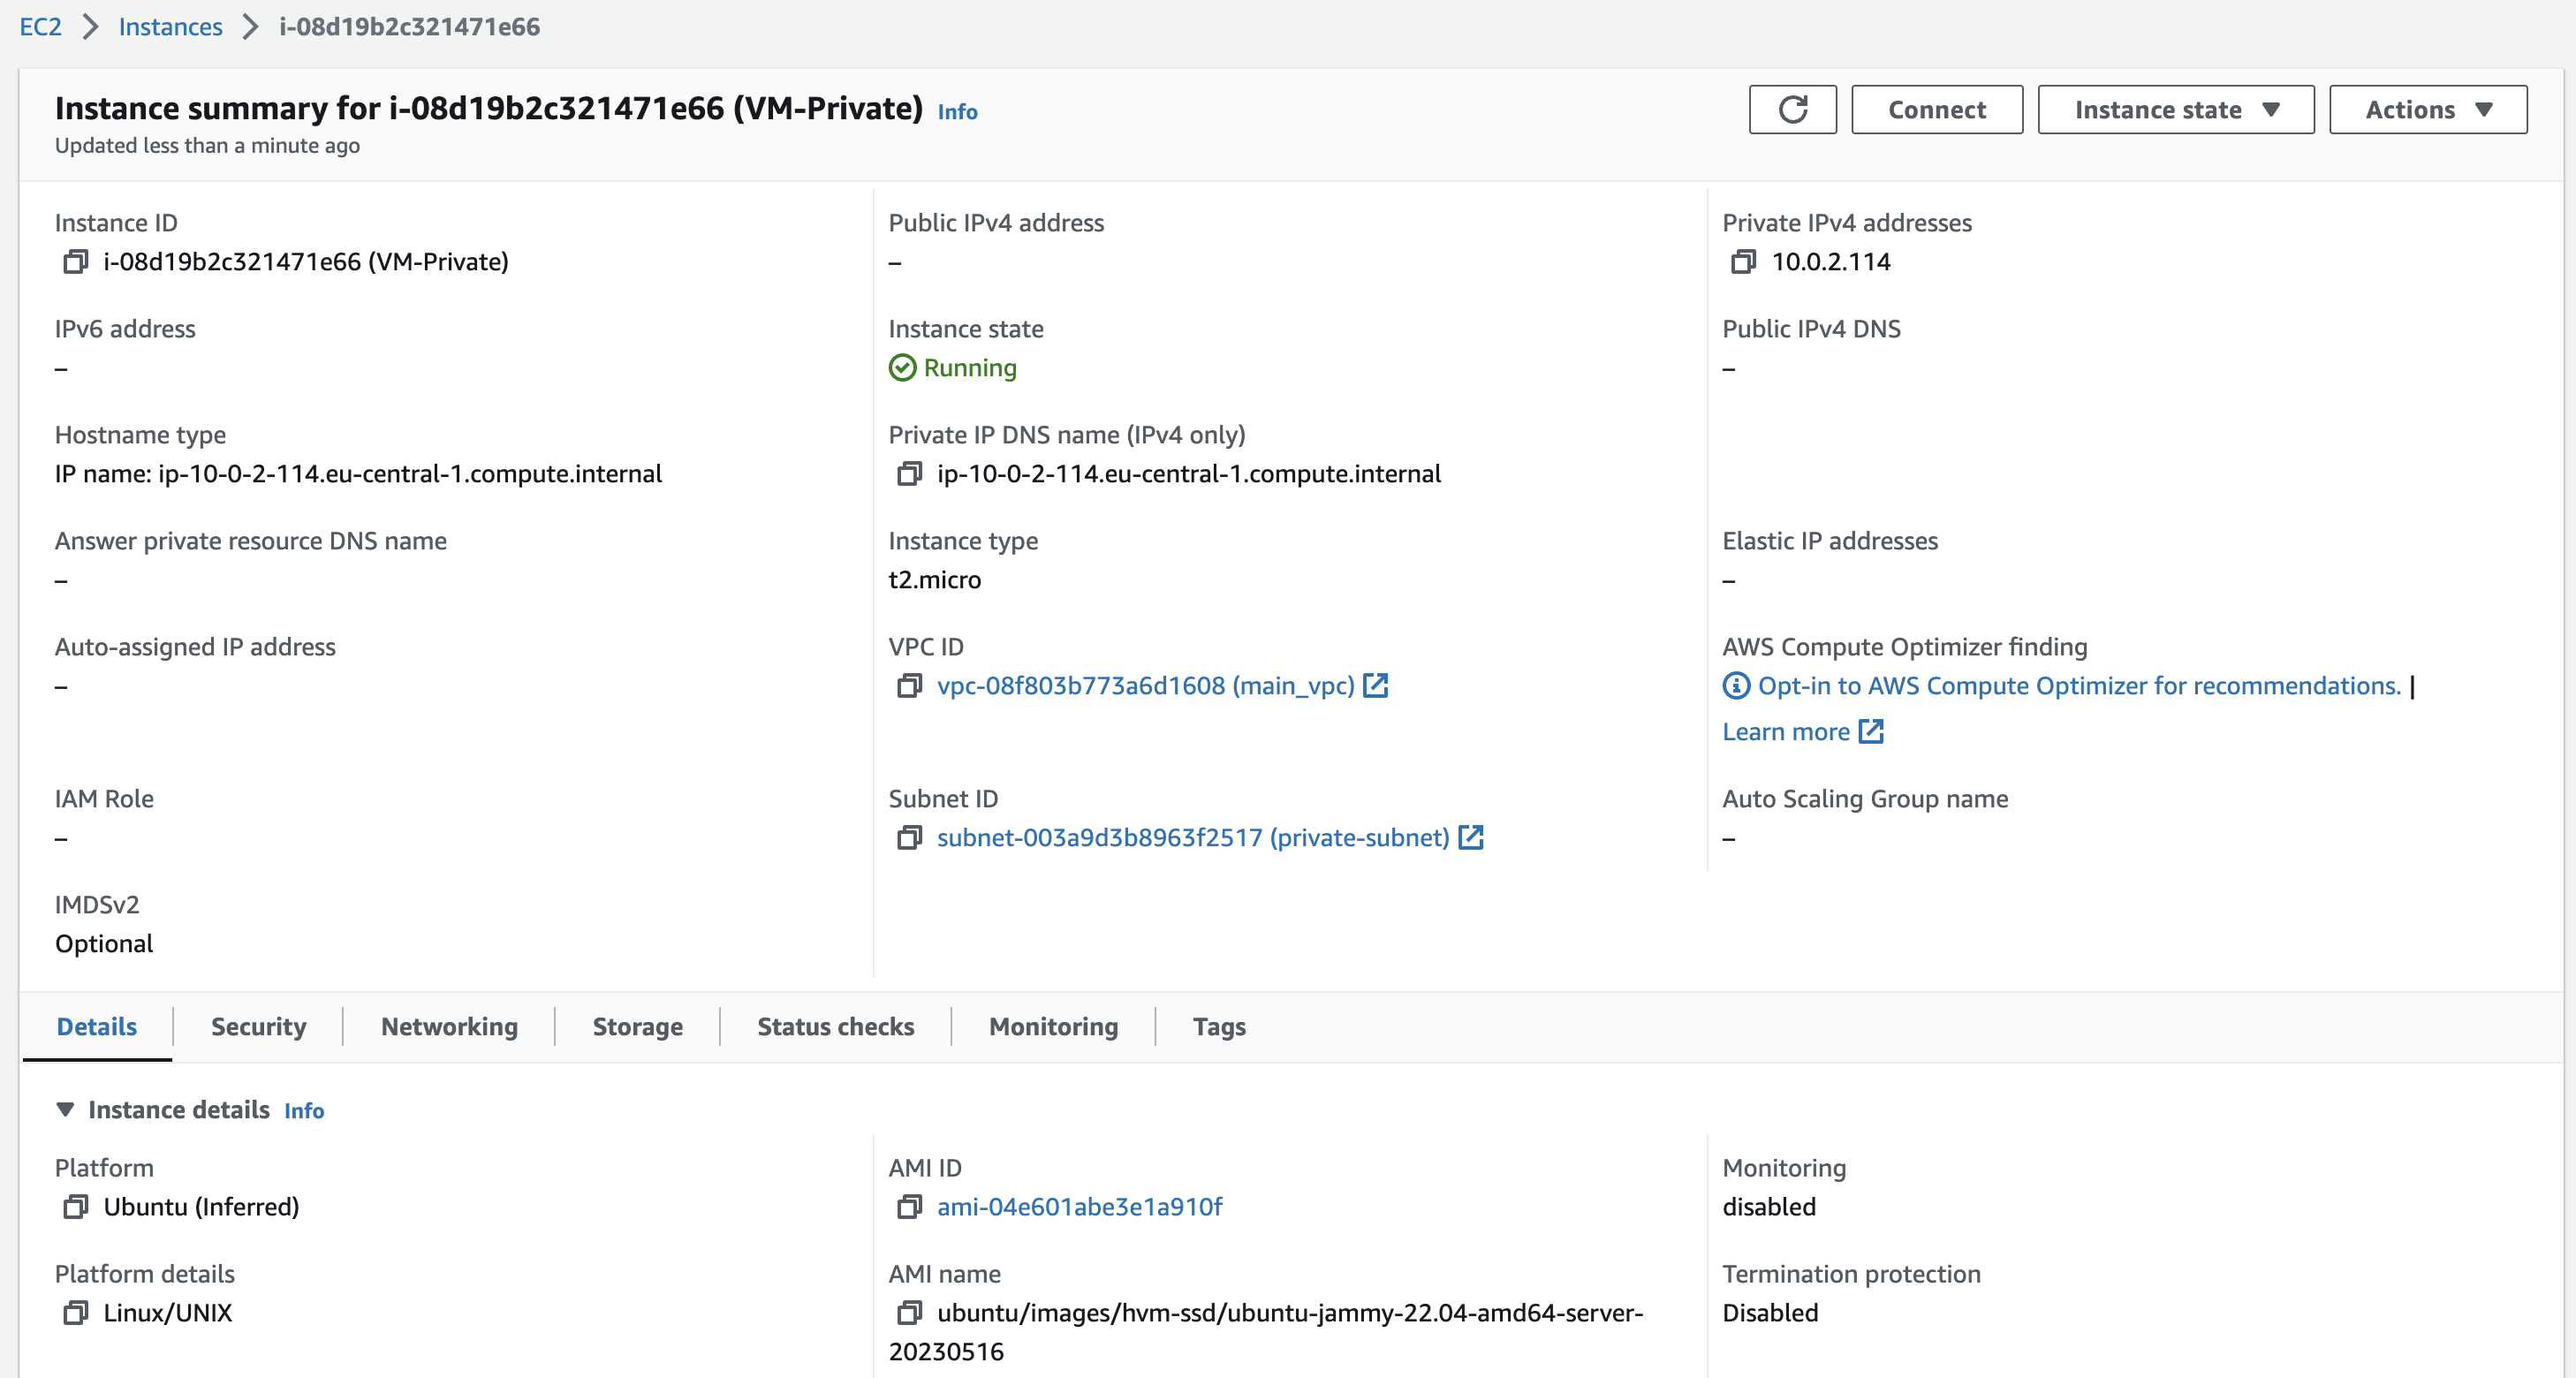 EC2 > Instances > i-08d19b2c321471e66
Instance summary for i-08d19b2c321471e66 (VM-Private) Info
Updated less than a minute ago
Connect
Instance state
Actions
Instance ID
i-08d19b2c321471e66 (VM-Private)
Public IPv4 address
–
Private IPv4 addresses
10.0.2.114
IPv6 address
–
Instance state
Running
Public IPv4 DNS
–
Hostname type
IP name: ip-10-0-2-114.eu-central-1.compute.internal
Private IP DNS name (IPv4 only)
ip-10-0-2-114.eu-central-1.compute.internal
Answer private resource DNS name
–
Instance type
t2.micro
Elastic IP addresses
–
Auto-assigned IP address
–
VPC ID
vpc-08f803b773a6d1608 (main_vpc)
AWS Compute Optimizer finding
Opt-in to AWS Compute Optimizer for recommendations. |
Learn more
IAM Role
–
Subnet ID
subnet-003a9d3b8963f2517 (private-subnet)
Auto Scaling Group name
–
IMDSv2
Optional
Details
Security
Networking
Storage
Status checks
Monitoring
Tags
Instance details Info
Platform
Ubuntu (Inferred)
AMI ID
ami-04e601abe3e1a910f
Monitoring
disabled
Platform details
Linux/UNIX
AMI name
ubuntu/images/hvm-ssd/ubuntu-jammy-22.04-amd64-server-
20230516
Termination protection
Disabled